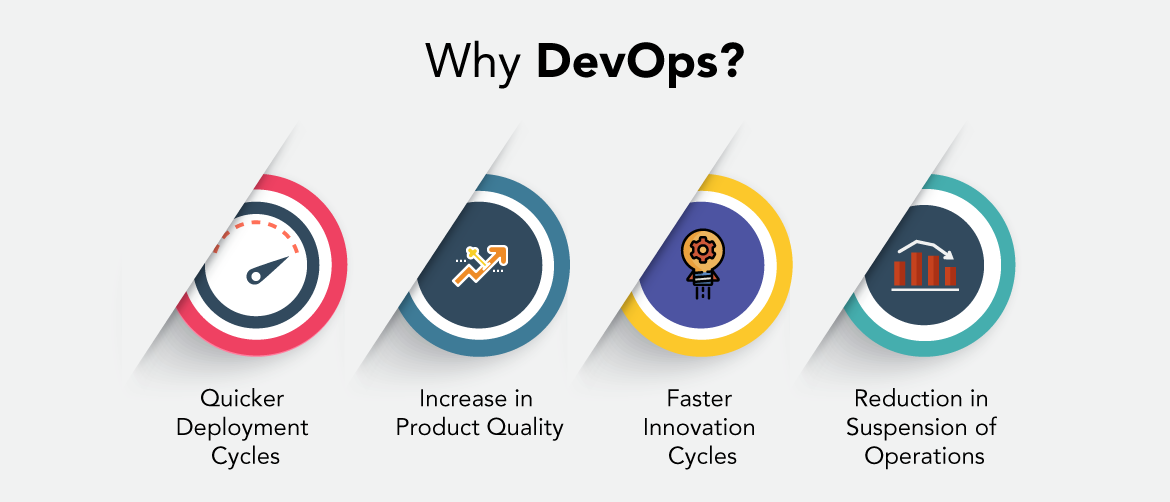 Why DevOps?
Quicker
Deployment
Cycles
Increase in
Product Quality
Faster
Innovation
Cycles
Reduction in
Suspension of
Operations